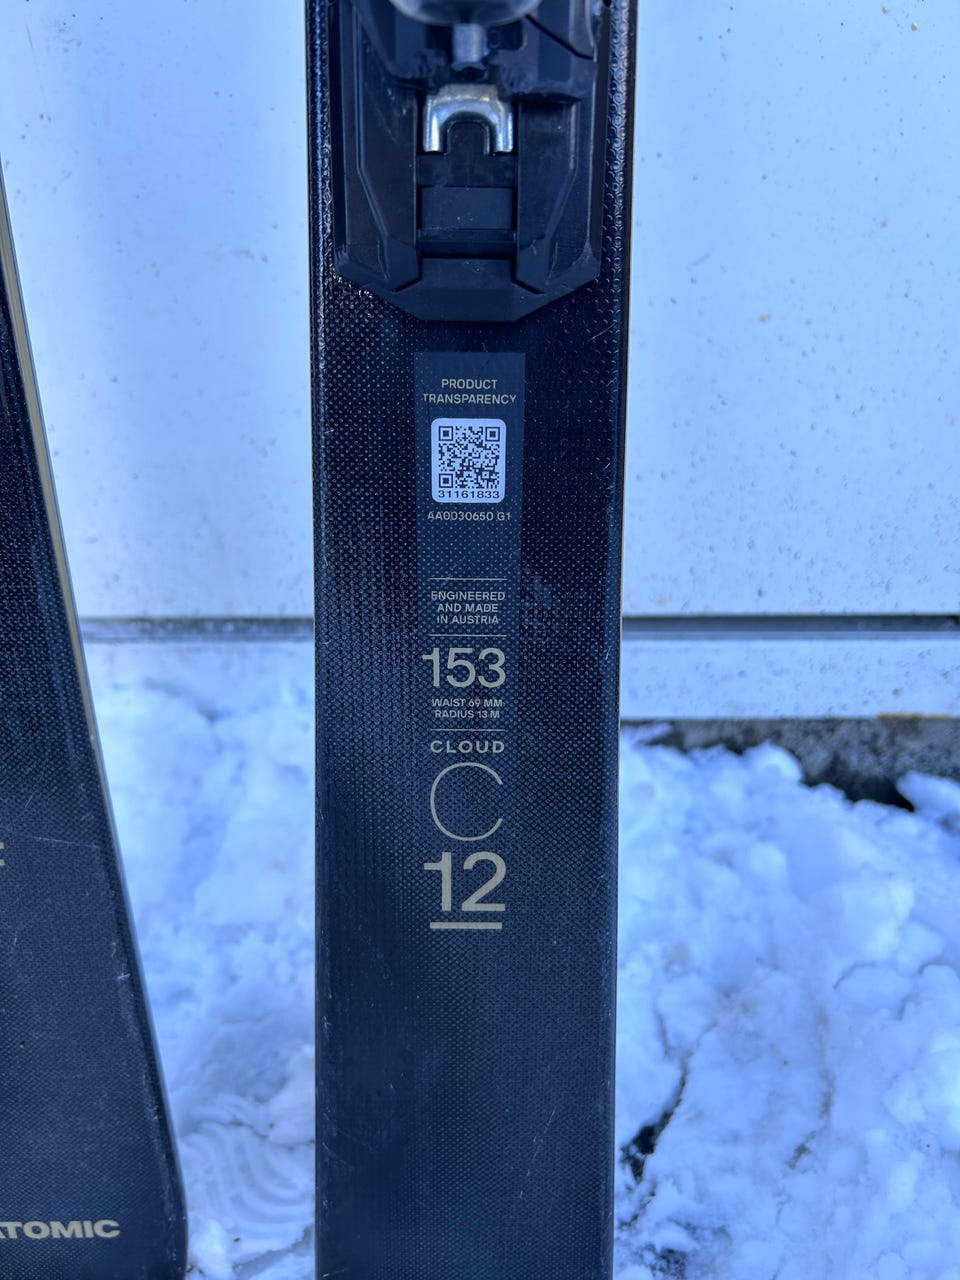 PRODUCT
TRANSPARENCY
31161833
AA0030650 G1
ENGINEERED
AND MADE
IN AUSTRIA
153
WAIST 69 MM
RADIUS 13 M
CLOUD
C
12
ATOMIC